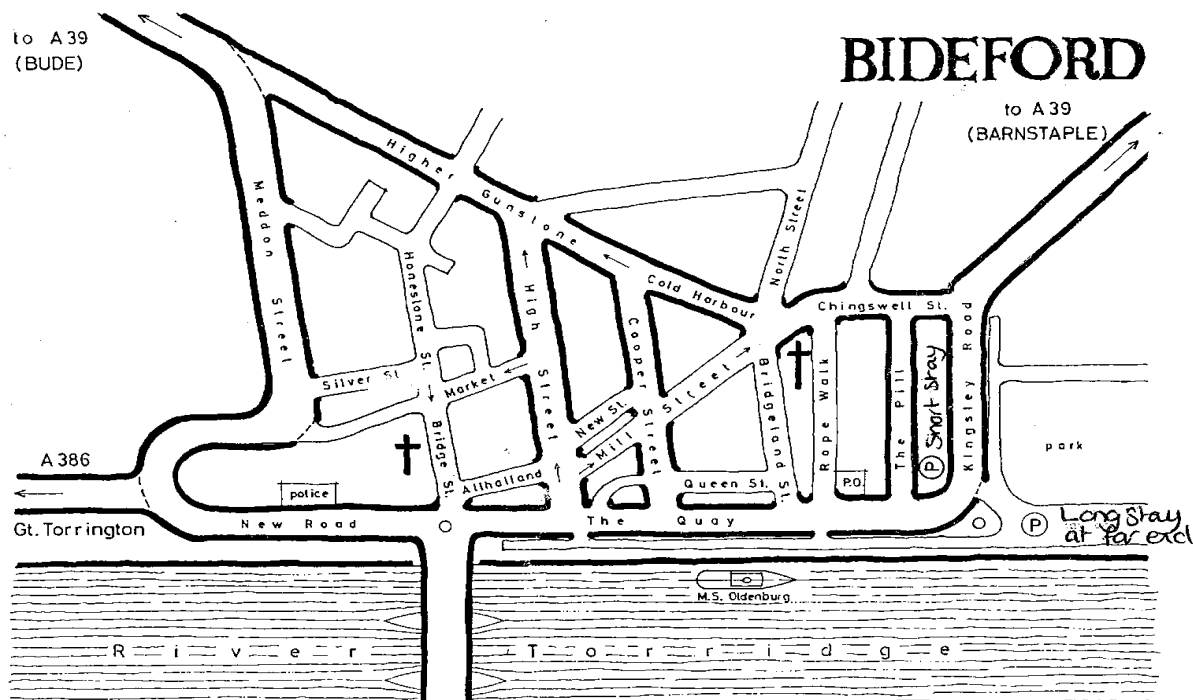 to A39
(BUDE)
BIDEFORD
to A39
(BARNSTAPLE)
Higher Gunstone
Meddon Street
Honestone St.
High Street
Cold Harbour
North Street
Chingswell St.
Cooper Street
Silver St.
Market
Bridge St.
New St.
Mill Street
Bridgeland St.
Rope Walk
The Pill
P Short Stay
Kingsley Road
park
A386
Gt. Torrington
police
Allhalland
Queen St.
P.O.
New Road
The Quay
P Long Stay
at far end
M.S. Oldenburg
River Torridge